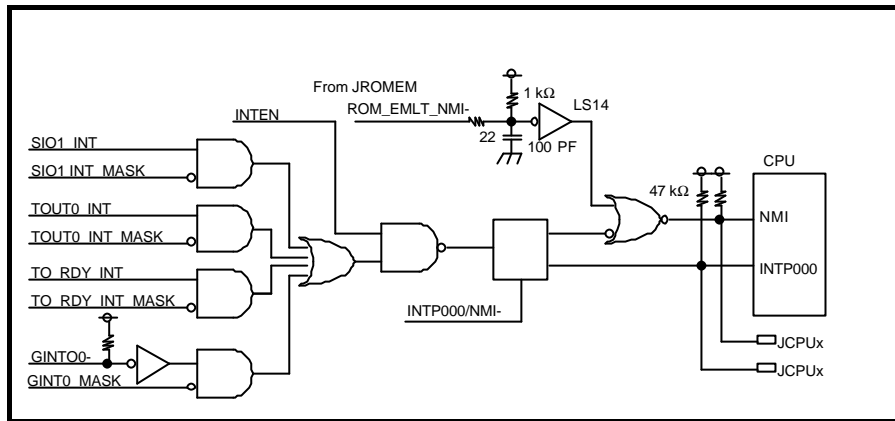 From JROMEM
INTEN
ROM_EMLT_NMI-
1 kΩ
LS14
22
100 PF
SIO1_INT
SIO1 INT_MASK
TOUT0_INT
TOUT0_INT_MASK
TO_RDY_INT
TO_RDY_INT_MASK
GINTO0-
GINT0_MASK
47 kΩ
CPU
NMI
INTP000
INTP000/NMI-
JCPUx
JCPUx